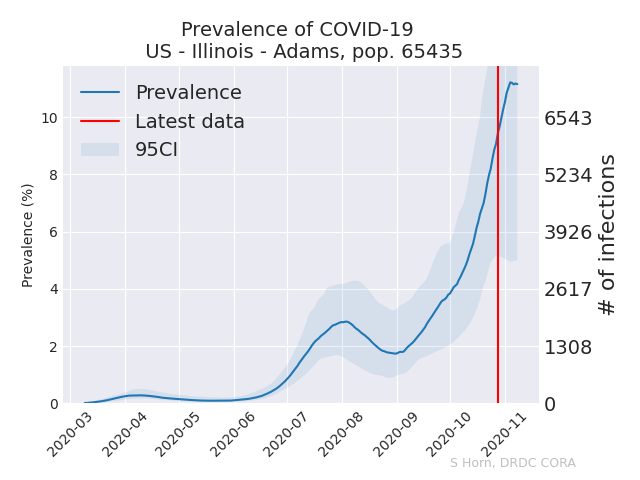 Prevalence of COVID-19
US - Illinois - Adams, pop. 65435
Prevalence
Latest data
95CI
Prevalence (%)
10
8
6
4
2
0
6543
5234
3926
2617
1308
0
# of infections
2020-03
2020-04
2020-05
2020-06
2020-07
2020-08
2020-09
2020-10
2020-11
S Horn, DRDC CORA